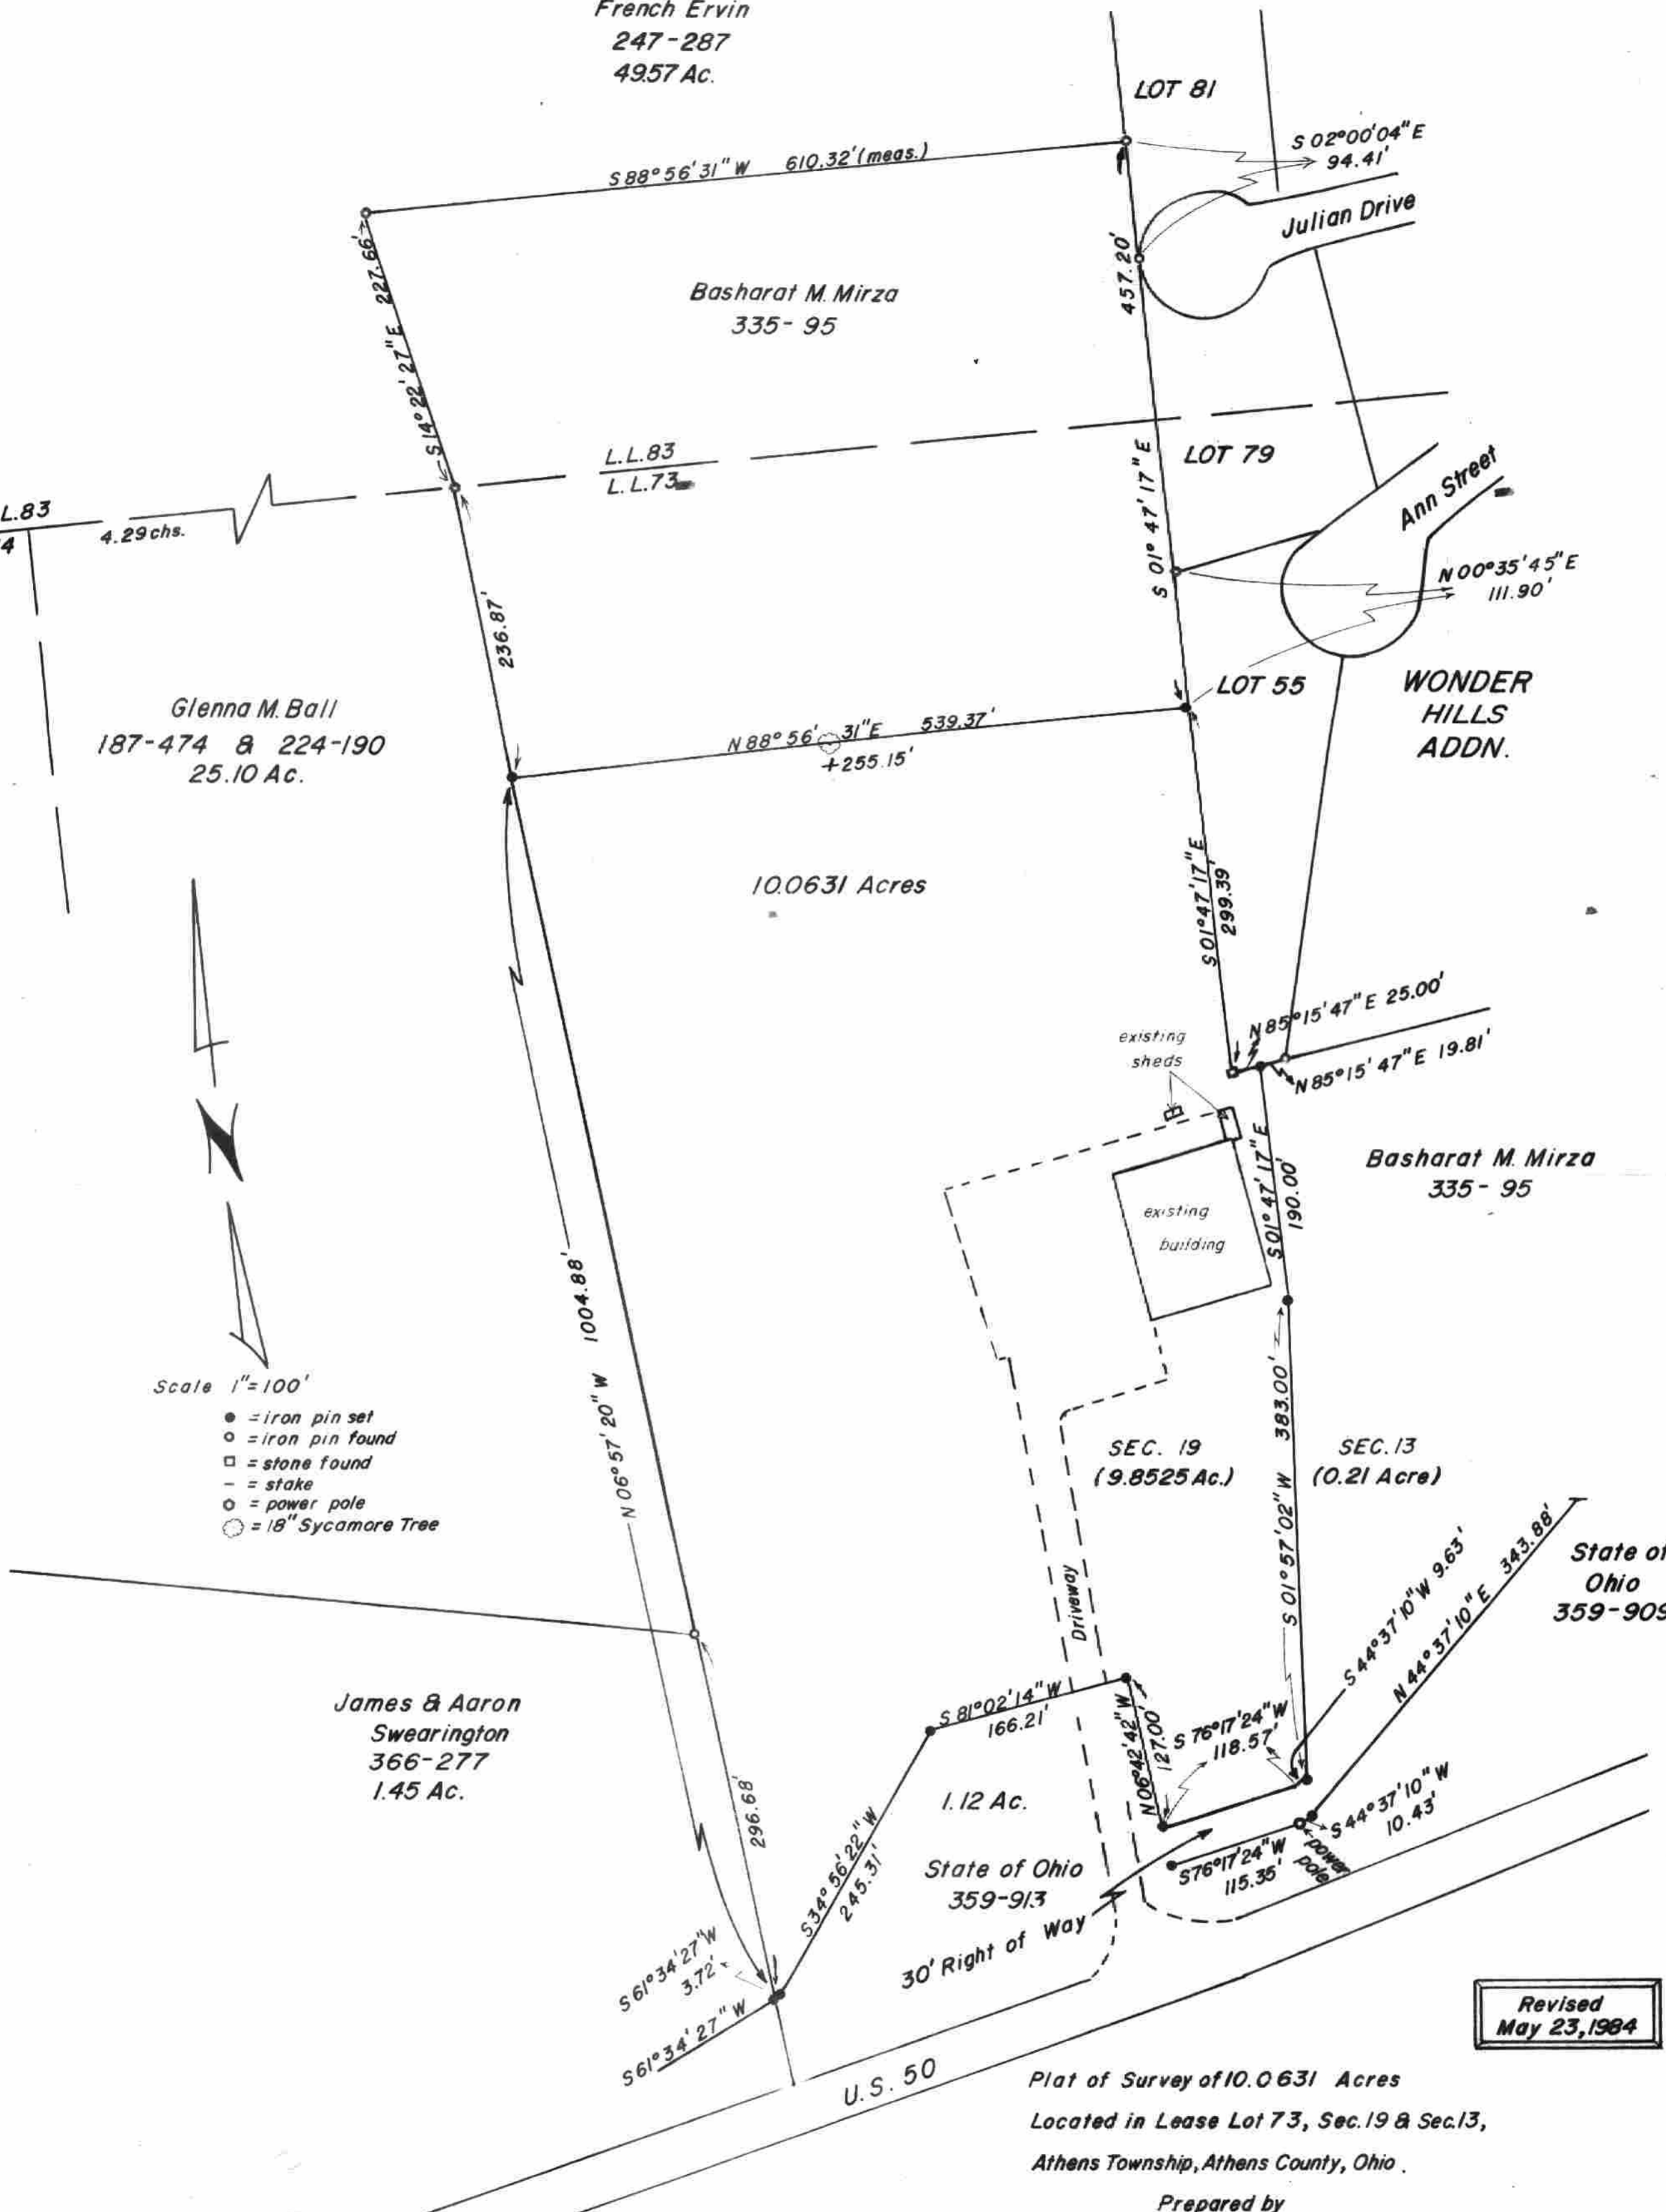 French Ervin
247-287
49.57 Ac.
LOT 81
S 02°00'04" E
94.41'
S 88°56'31" W 610.32' (meas.)
Julian Drive
227.66'
S 14°22'27" E
457.20'
Basharat M. Mirza
335-95
L.L.83
L.L.73
LOT 79
S 01°47'17" E
Ann Street
L.83
4
4.29 chs.
N 00°35'45" E
111.90'
236.87'
LOT 55
WONDER
HILLS
ADDN.
Glenna M. Ball
187-474 & 224-190
25.10 Ac.
N 88°56'31" E 539.37'
+255.15'
10.0631 Acres
S 01°47'17" E
299.39'
N 85°15'47" E 25.00'
N 85°15'47" E 19.81'
existing
sheds
N
S 01°47'17" E
190.00'
Basharat M. Mirza
335-95
existing
building
N 06°57'20" W 1004.88'
Scale 1"=100'
= iron pin set
= iron pin found
= stone found
= stake
= power pole
= 18" Sycamore Tree
S 01°57'02" W 383.00'
SEC. 19
(9.8525 Ac.)
SEC. 13
(0.21 Acre)
S 44°37'10" W 9.63'
N 44°37'10" E 343.88'
State of
Ohio
359-909
Driveway
James & Aaron
Swearington
366-277
1.45 Ac.
S 81°02'14" W
166.21'
N 06°42'42" W
127.00'
S 76°17'24" W
118.57'
296.68'
1.12 Ac.
S 34°56'22" W
245.31'
State of Ohio
359-913
S 44°37'10" W
10.43'
S 76°17'24" W
115.35'
power
pole
30' Right of Way
S 61°34'27" W
3.72'
S 61°34'27" W
U.S. 50
Revised
May 23, 1984
Plat of Survey of 10.0631 Acres
Located in Lease Lot 73, Sec. 19 & Sec. 13,
Athens Township, Athens County, Ohio.
Prepared by